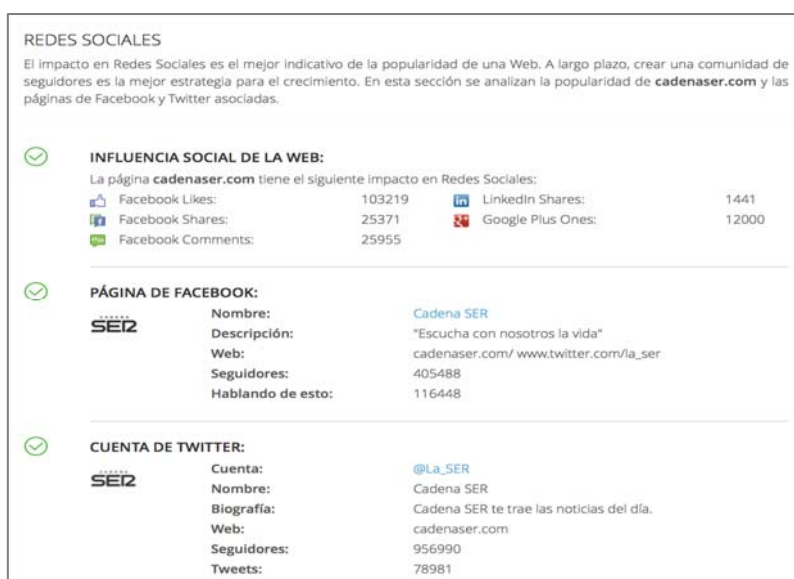 REDES SOCIALES
El impacto en Redes Sociales es el mejor indicativo de la popularidad de una Web. A largo plazo, crear una comunidad de
seguidores es la mejor estrategia para el crecimiento. En esta sección se analizan la popularidad de cadenaser.com y las
páginas de Facebook y Twitter asociadas.
INFLUENCIA SOCIAL DE LA WEB:
La página cadenaser.com tiene el siguiente impacto en Redes Sociales:
Facebook Likes: 103219 LinkedIn Shares: 1441
Facebook Shares: 25371 Google Plus Ones: 12000
Facebook Comments: 25955
PÁGINA DE FACEBOOK:
SER
Nombre: Cadena SER
Descripción: "Escucha con nosotros la vida"
Web: cadenaser.com/ www.twitter.com/la_ser
Seguidores: 405488
Hablando de esto: 116448
CUENTA DE TWITTER:
SER
Cuenta: @La_SER
Nombre: Cadena SER
Biografía: Cadena SER te trae las noticias del día.
Web: cadenaser.com
Seguidores: 956990
Tweets: 78981